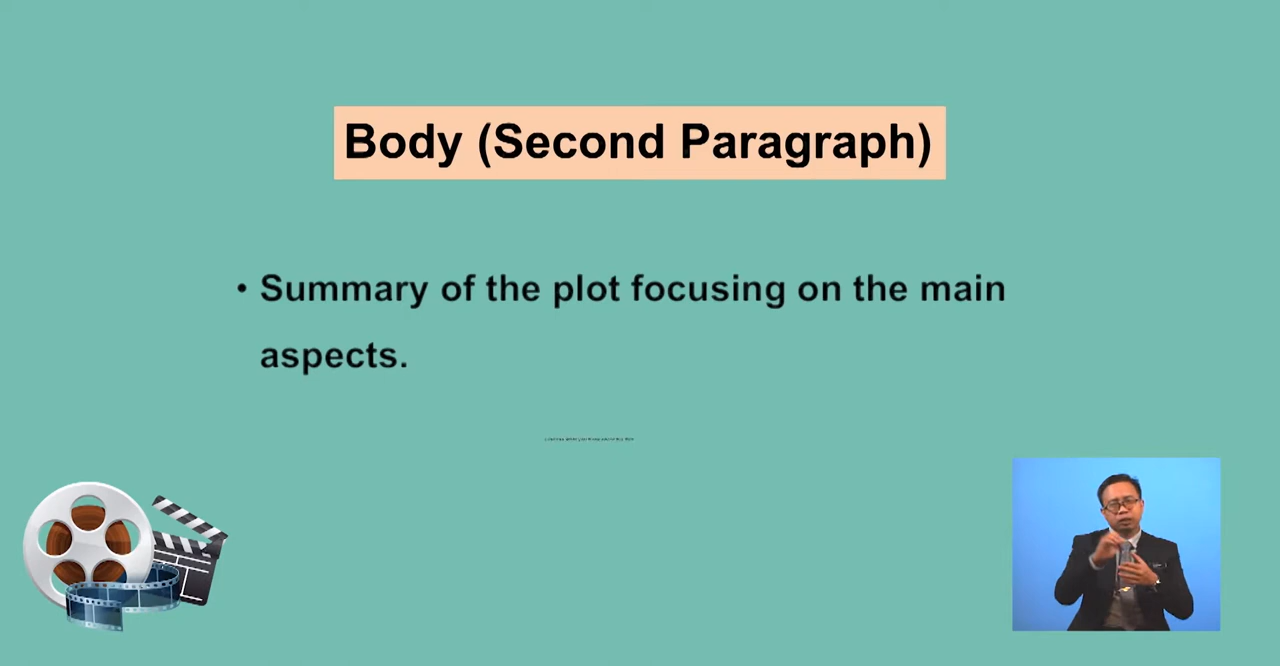 Body (Second Paragraph)
• Summary of the plot focusing on the main
aspects.